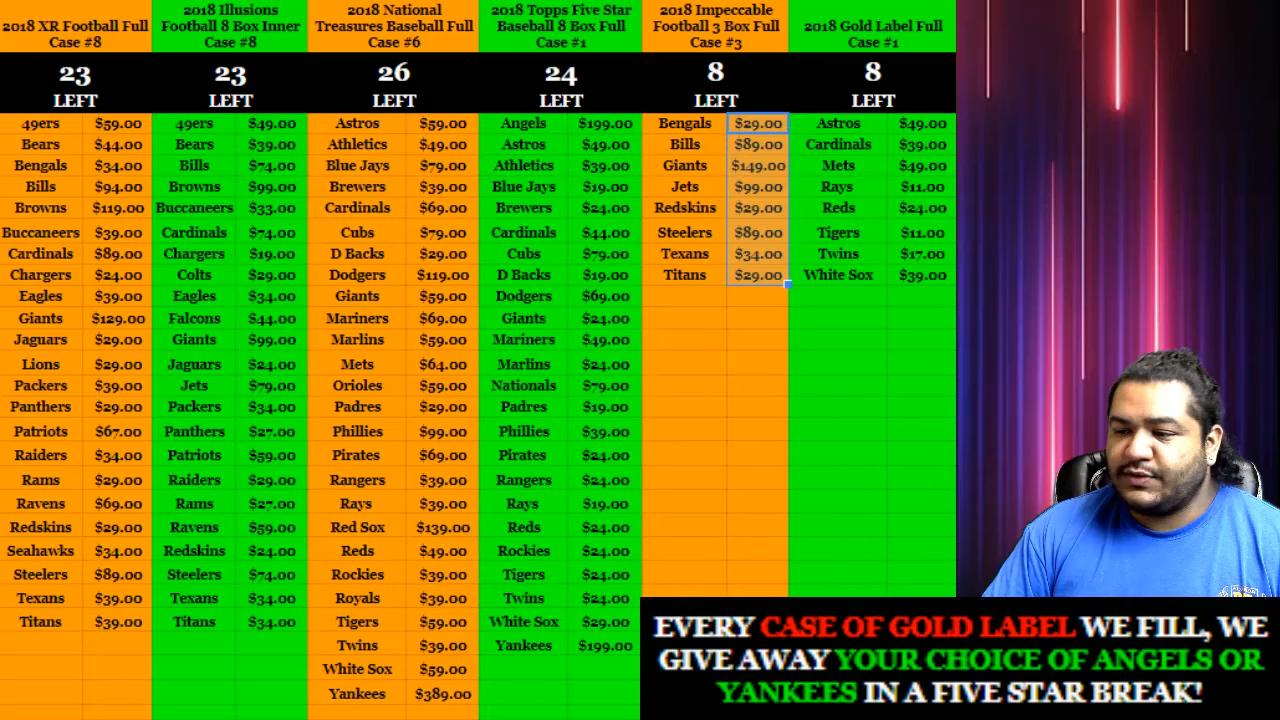 2018 XR Football Full
Case #8
23
LEFT
49ers $59.00
Bears $44.00
Bengals $34.00
Bills $94.00
Browns $119.00
Buccaneers $39.00
Cardinals $89.00
Chargers $24.00
Eagles $39.00
Giants $129.00
Jaguars $29.00
Lions $29.00
Packers $39.00
Panthers $29.00
Patriots $67.00
Raiders $34.00
Rams $29.00
Ravens $69.00
Redskins $29.00
Seahawks $34.00
Steelers $89.00
Texans $39.00
Titans $39.00
2018 Illusions
Football 8 Box Inner
Case #8
23
LEFT
49ers $49.00
Bears $39.00
Bills $74.00
Browns $99.00
Buccaneers $33.00
Cardinals $74.00
Chargers $19.00
Colts $29.00
Eagles $34.00
Falcons $44.00
Giants $99.00
Jaguars $24.00
Jets $79.00
Packers $34.00
Panthers $27.00
Patriots $59.00
Raiders $29.00
Rams $27.00
Ravens $59.00
Redskins $24.00
Steelers $74.00
Texans $34.00
Titans $34.00
2018 National
Treasures Baseball Full
Case #6
26
LEFT
Astros $59.00
Athletics $49.00
Blue Jays $79.00
Brewers $39.00
Cardinals $69.00
Cubs $79.00
D Backs $29.00
Dodgers $119.00
Giants $59.00
Mariners $69.00
Marlins $59.00
Mets $64.00
Orioles $59.00
Padres $29.00
Phillies $99.00
Pirates $69.00
Rangers $39.00
Rays $39.00
Red Sox $139.00
Reds $49.00
Rockies $39.00
Royals $39.00
Tigers $59.00
Twins $39.00
White Sox $59.00
Yankees $389.00
2018 Topps Five Star
Baseball 8 Box Full
Case #1
24
LEFT
Angels $199.00
Astros $49.00
Athletics $39.00
Blue Jays $19.00
Brewers $24.00
Cardinals $44.00
Cubs $79.00
D Backs $19.00
Dodgers $69.00
Giants $24.00
Mariners $49.00
Marlins $24.00
Nationals $79.00
Padres $19.00
Phillies $39.00
Pirates $24.00
Rangers $24.00
Rays $19.00
Reds $24.00
Rockies $24.00
Tigers $24.00
Twins $24.00
White Sox $29.00
Yankees $199.00
2018 Impeccable
Football 3 Box Full
Case #3
8
LEFT
Bengals $29.00
Bills $89.00
Giants $149.00
Jets $99.00
Redskins $29.00
Steelers $89.00
Texans $34.00
Titans $29.00
2018 Gold Label Full
Case #1
8
LEFT
Astros $49.00
Cardinals $39.00
Mets $49.00
Rays $11.00
Reds $24.00
Tigers $11.00
Twins $17.00
White Sox $39.00
EVERY CASE OF GOLD LABEL WE FILL, WE
GIVE AWAY YOUR CHOICE OF ANGELS OR
YANKEES IN A FIVE STAR BREAK!